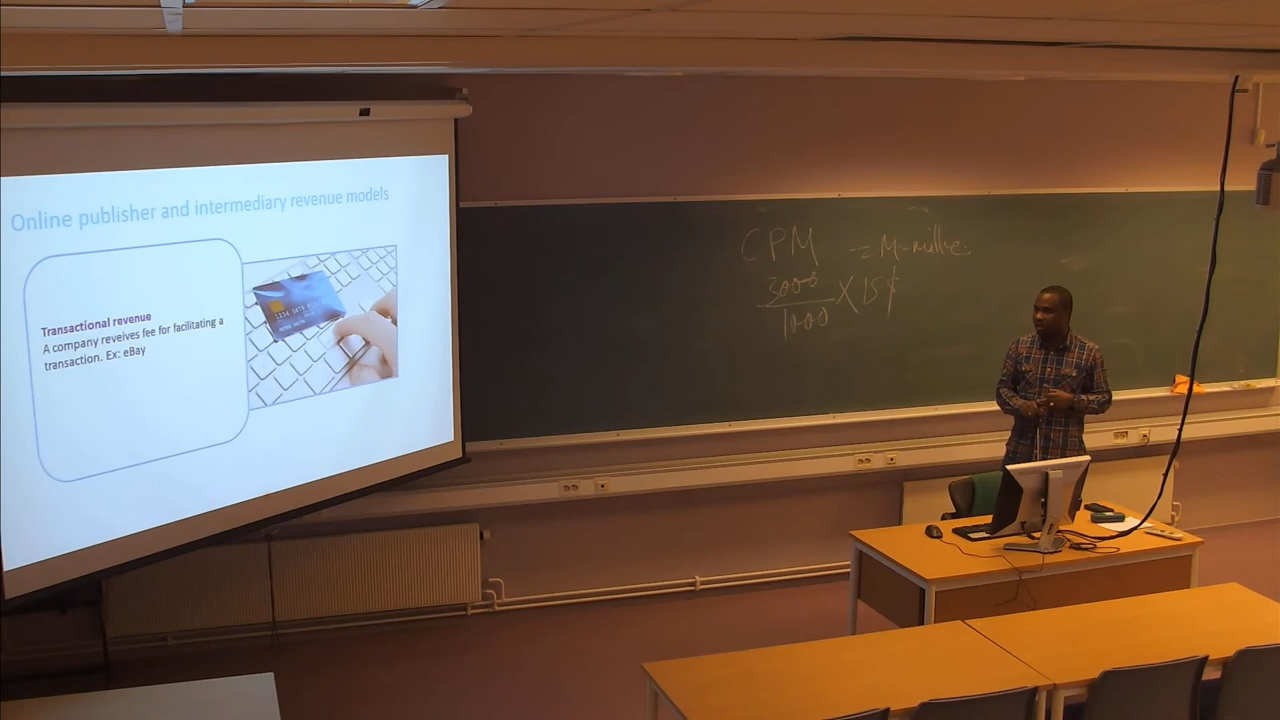 Online publisher and intermediary revenue models
Transactional revenue
A company reveives fee for facilitating a
transaction. Ex: eBay
CPM = M-mille
3000
1000
X 15 $